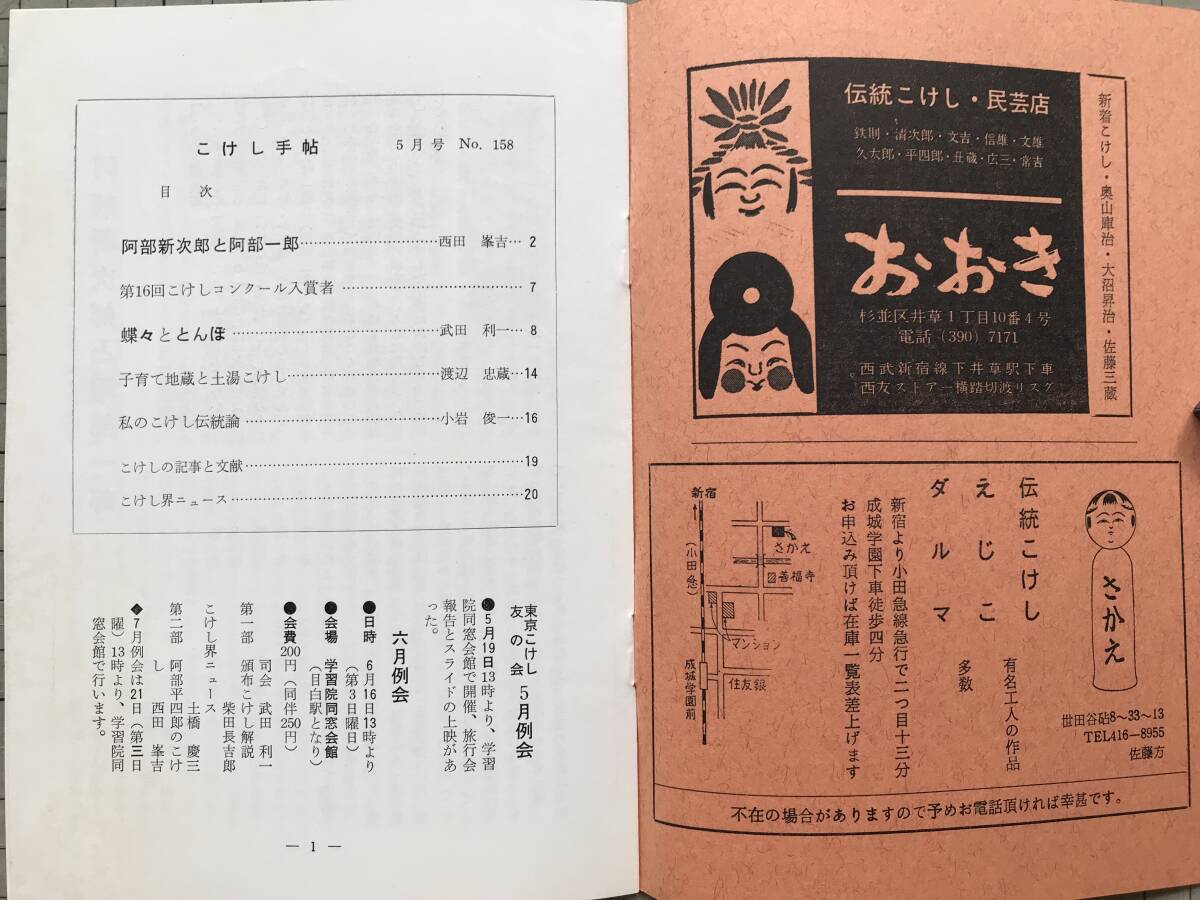 こけし手帖 5月号 No. 158
目次
阿部新次郎と阿部一郎…………………………西田 峯吉… 2
第16回こけしコンクール入賞者………………………………… 7
蝶々ととんぼ……………………………………武田 利一… 8
子育て地蔵と土湯こけし………………………渡辺 忠蔵…14
私のこけし伝統論………………………………小岩 俊一…16
こけしの記事と文献………………………………………………19
こけし界ニュース…………………………………………………20
東京こけし友の会 5月例会
●5月19日13時より、学習
院同窓会館で開催、旅行会
報告とスライドの上映があ
った。
六月例会
●日時 6月16日13時より
(第3日曜日)
●会場 学習院同窓会館
(目白駅となり)
●会費200円(同伴250円)
司会 武田 利一
第一部 頒布こけし解説
柴田長吉郎
こけし界ニュース
土橋 慶三
第二部 阿部平四郎のこけ
し 西田 峯吉
◆7月例会は21日(第三日
曜)13時より、学習院同
窓会館で行います。
― 1 ―
新着こけし・奥山庫治・大沼昇治・佐藤三蔵
伝統こけし・民芸店
鉄則・清次郎・文吉・信雄・文雄
久太郎・平四郎・丑蔵・広三・常吉
おおき
杉並区井草1丁目10番4号
電話(390)7171
西武新宿線下井草駅下車
西友ストアー横踏切渡リスグ
さかえ
世田谷砧8〜33〜13
TEL416-8955
佐藤方
伝統こけし
有名工人の作品
えじこ
ダルマ
多数
新宿より小田急線急行で二つ目十三分
成城学園下車徒歩四分
お申込み頂けば在庫一覧表差上げます
新宿
(小田急)
さかえ
善福寺
マンション
住友銀
成城学園前
不在の場合がありますので予めお電話頂ければ幸甚です。